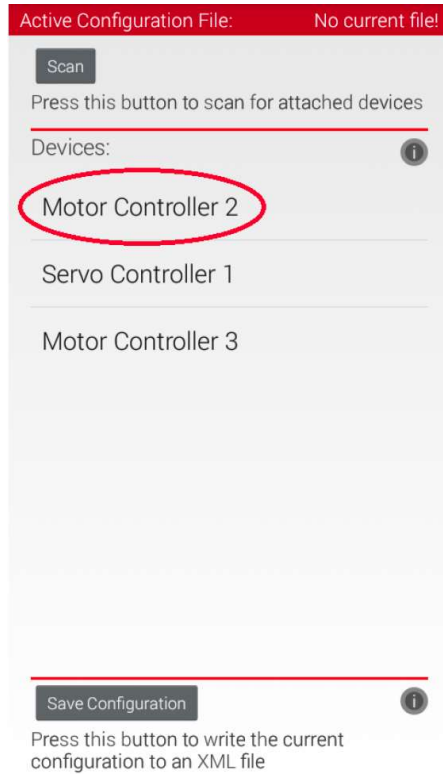 Active Configuration File: No current file!
Scan
Press this button to scan for attached devices
Devices:
Motor Controller 2
Servo Controller 1
Motor Controller 3
Save Configuration
Press this button to write the current
configuration to an XML file